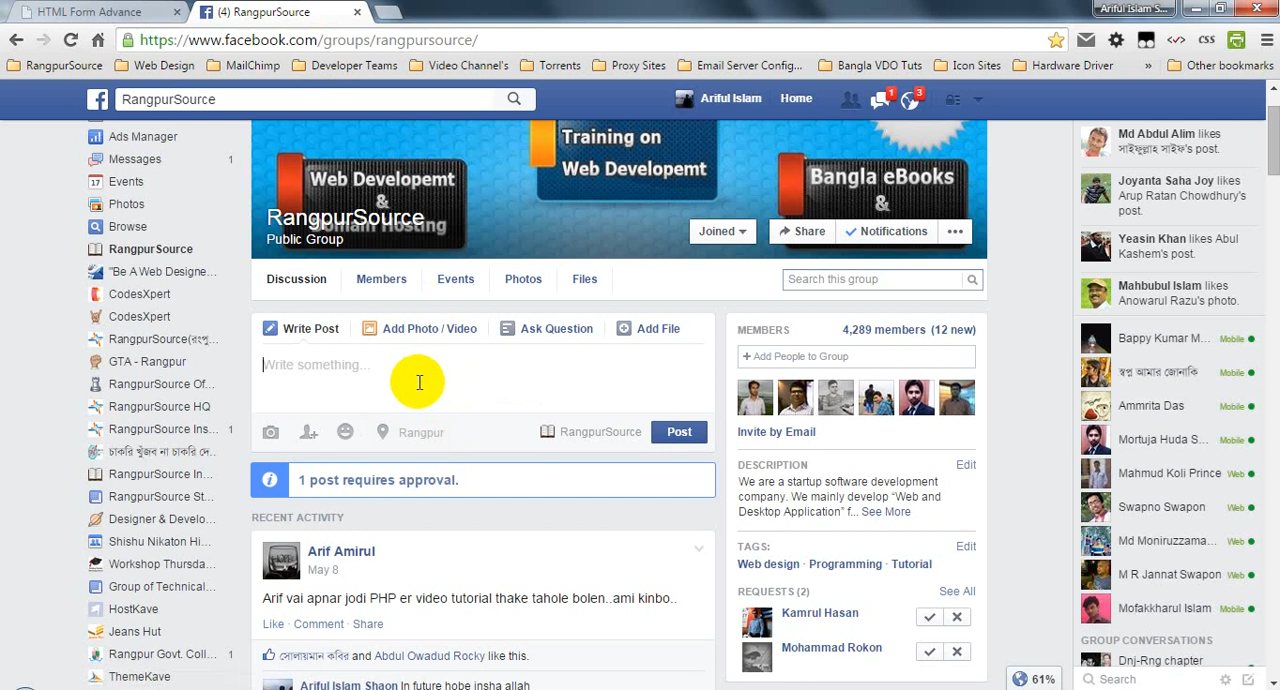 HTML Form Advance
(4) RangpurSource
Ariful Islam S...
https://www.facebook.com/groups/rangpursource/
CSS
RangpurSource
Web Design
MailChimp
Developer Teams
Video Channel's
Torrents
Proxy Sites
Email Server Config...
Bangla VDO Tuts
Icon Sites
Hardware Driver
»
Other bookmarks
RangpurSource
Ariful Islam
Home
1
3
Ads Manager
Messages 1
17 Events
Photos
Browse
RangpurSource
"Be A Web Designe...
CodesXpert
CodesXpert
RangpurSource(রংপু...
GTA - Rangpur
RangpurSource Of...
RangpurSource HQ
RangpurSource Ins... 1
চাকরি খুঁজব না চাকরি দে...
RangpurSource In...
RangpurSource St...
Designer & Develo...
Shishu Nikaton Hi...
Workshop Thursda...
Group of Technical...
HostKave
Jeans Hut
Rangpur Govt. Coll... 1
ThemeKave
Web Developemt
&
Domain Hosting
Training on
Web Developemt
Bangla eBooks
&
RangpurSource
Public Group
Joined
Share
Notifications
Discussion
Members
Events
Photos
Files
Search this group
Write Post
Add Photo / Video
Ask Question
Add File
Write something...
Rangpur
RangpurSource
Post
1 post requires approval.
RECENT ACTIVITY
Arif Amirul
May 8
Arif vai apnar jodi PHP er video tutorial thake tahole bolen..ami kinbo..
Like · Comment · Share
সোলায়মান কবির and Abdul Owadud Rocky like this.
Ariful Islam Shaon In future hope insha allah
MEMBERS
4,289 members (12 new)
+ Add People to Group
Invite by Email
DESCRIPTION
Edit
We are a startup software development
company. We mainly develop “Web and
Desktop Application” f... See More
TAGS:
Edit
Web design · Programming · Tutorial
REQUESTS (2)
See All
Kamrul Hasan
Mohammad Rokon
Md Abdul Alim likes
সাইফুল্লাহ সাইফ's post.
Joyanta Saha Joy likes
Arup Ratan Chowdhury's
post.
Yeasin Khan likes Abul
Kashem's post.
Mahbubul Islam likes
Anowarul Razu's photo.
Bappy Kumar M... Mobile
স্বপ্ন আমার জোনাকি Mobile
Ammrita Das Mobile
Mortuja Huda S... Mobile
Mahmud Koli Prince Web
Swapno Swapon Web
Md Moniruzzama... Web
M R Jannat Swapon Web
Mofakkharul Islam Mobile
GROUP CONVERSATIONS
Dnj-Rng chapter
61%
Search